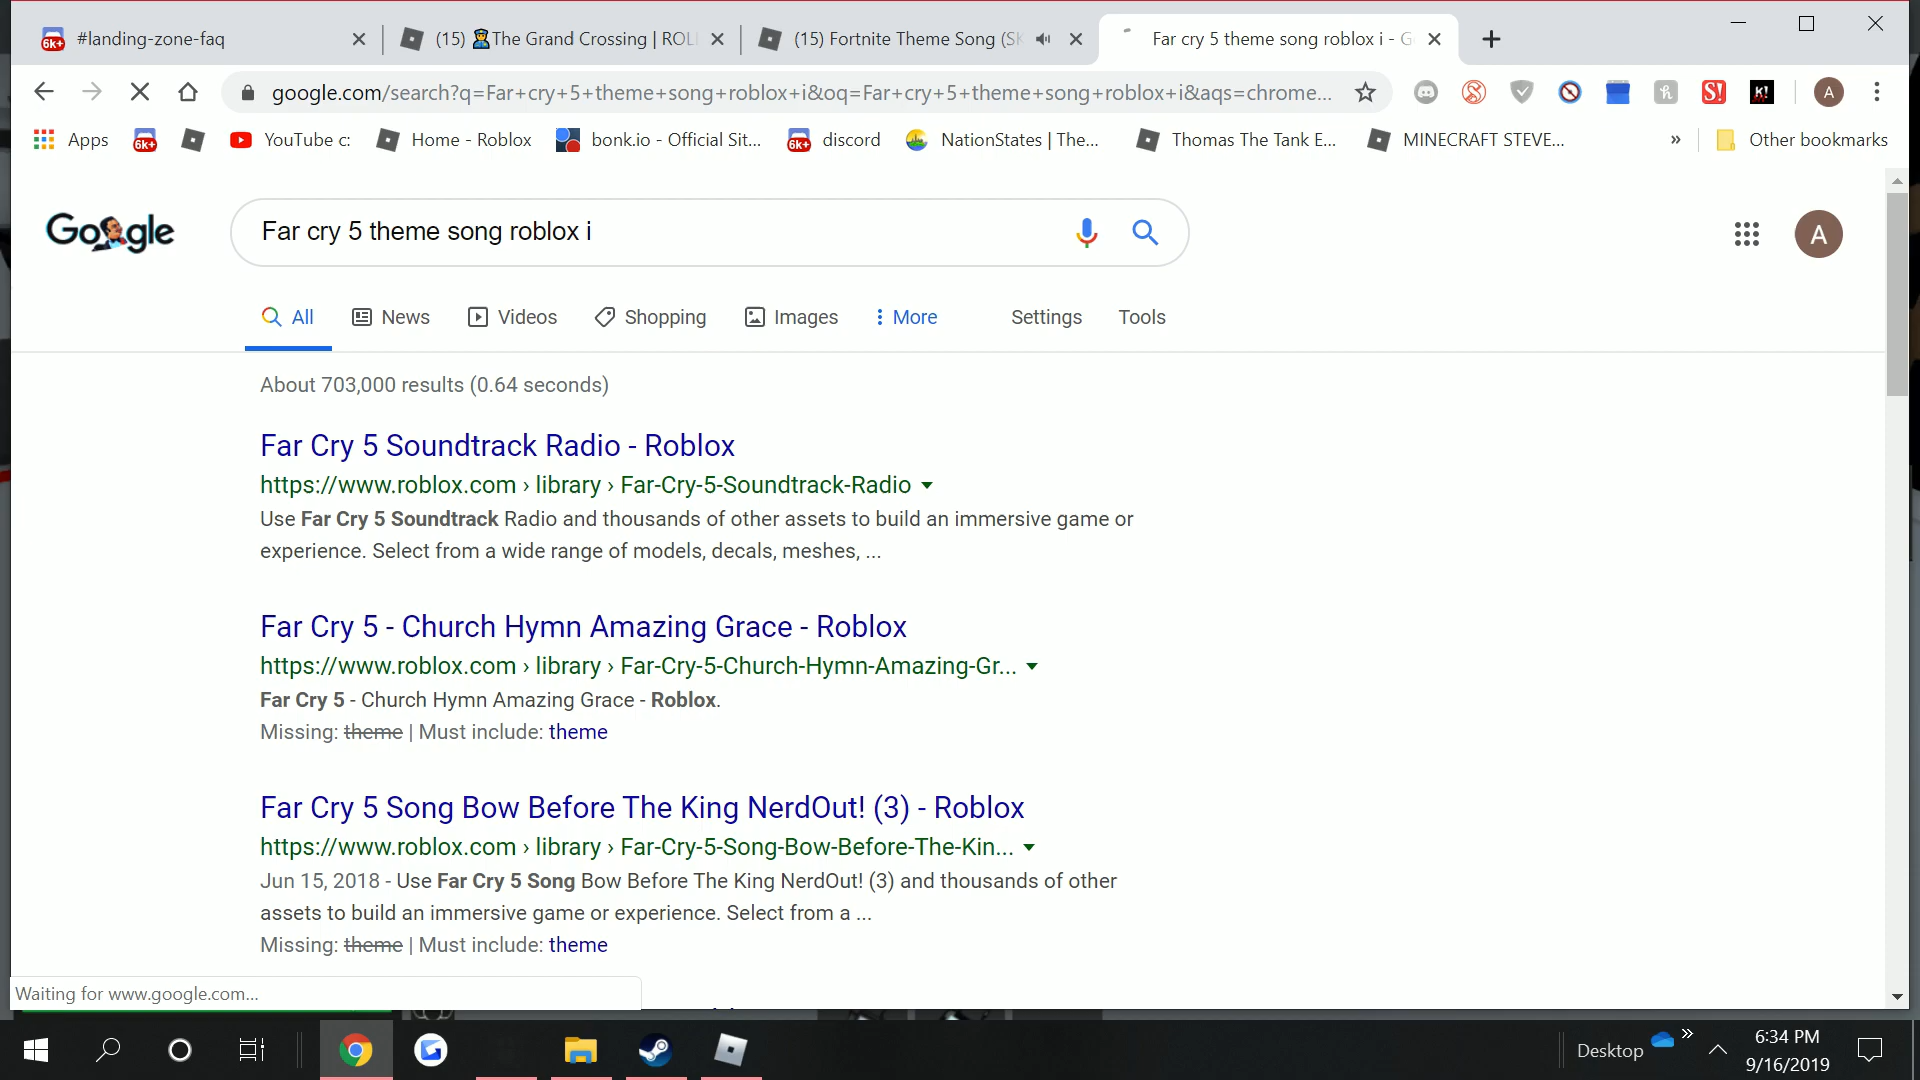 #landing-zone-faq
(15) 👮The Grand Crossing | ROL
(15) Fortnite Theme Song (SK
Far cry 5 theme song roblox i - G
google.com/search?q=Far+cry+5+theme+song+roblox+i&oq=Far+cry+5+theme+song+roblox+i&aqs=chrome...
S!
K!
A
Apps
6k+
YouTube c:
Home - Roblox
bonk.io - Official Sit...
6k+
discord
NationStates | The...
Thomas The Tank E...
MINECRAFT STEVE...
»
Other bookmarks
Google
Far cry 5 theme song roblox i
A
All
News
Videos
Shopping
Images
More
Settings
Tools
About 703,000 results (0.64 seconds)
Far Cry 5 Soundtrack Radio - Roblox
https://www.roblox.com › library › Far-Cry-5-Soundtrack-Radio
Use Far Cry 5 Soundtrack Radio and thousands of other assets to build an immersive game or
experience. Select from a wide range of models, decals, meshes, ...
Far Cry 5 - Church Hymn Amazing Grace - Roblox
https://www.roblox.com › library › Far-Cry-5-Church-Hymn-Amazing-Gr...
Far Cry 5 - Church Hymn Amazing Grace - Roblox.
Missing: theme | Must include: theme
Far Cry 5 Song Bow Before The King NerdOut! (3) - Roblox
https://www.roblox.com › library › Far-Cry-5-Song-Bow-Before-The-Kin...
Jun 15, 2018 - Use Far Cry 5 Song Bow Before The King NerdOut! (3) and thousands of other
assets to build an immersive game or experience. Select from a ...
Missing: theme | Must include: theme
Waiting for www.google.com...
Desktop
»
6:34 PM
9/16/2019